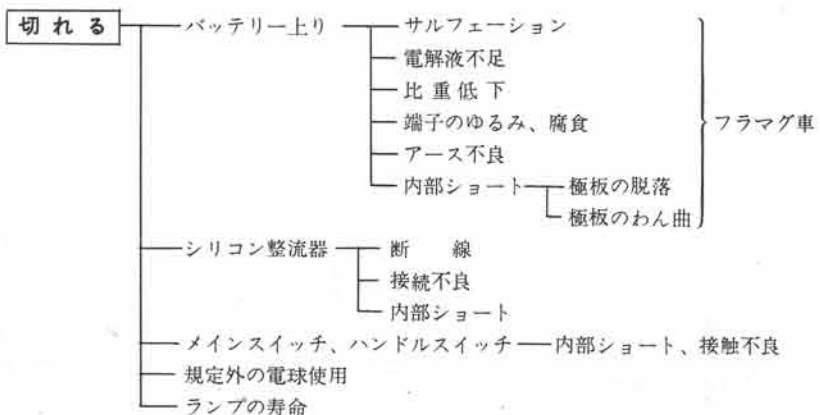 切れる バッテリー上り サルフェーション
電解液不足
比重低下
端子のゆるみ、腐食 フラマグ車
アース不良
内部ショート 極板の脱落
極板のわん曲
シリコン整流器 断 線
接続不良
内部ショート
メインスイッチ、ハンドルスイッチ 内部ショート、接触不良
規定外の電球使用
ランプの寿命